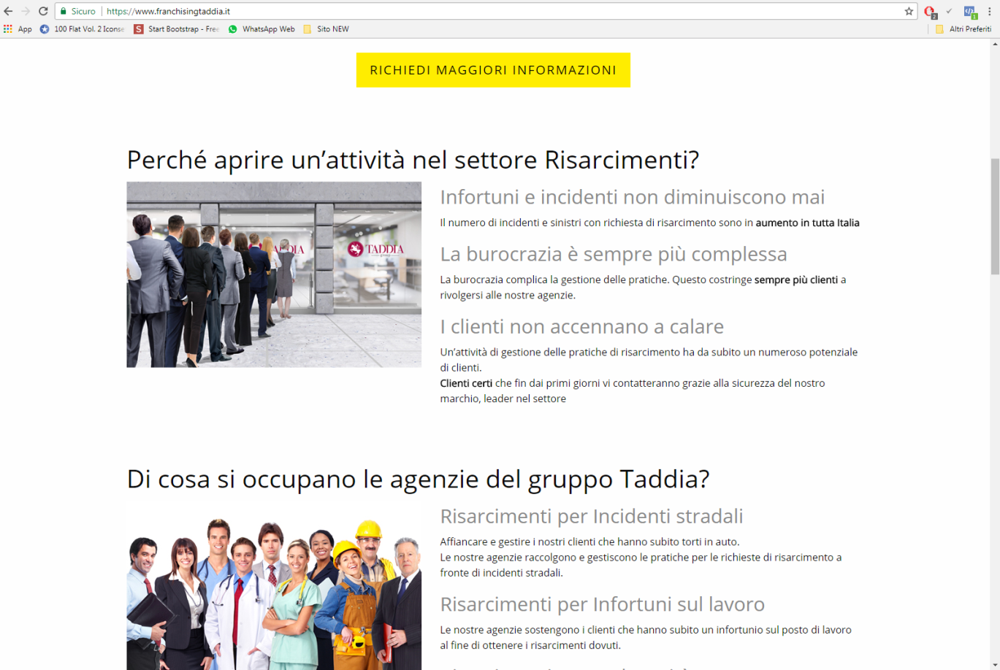 Sicuro
https://www.franchisingtaddia.it
2
1
App
100 Flat Vol. 2 Iconse
S
Start Bootstrap - Free
WhatsApp Web
Sito NEW
Altri Preferiti
RICHIEDI MAGGIORI INFORMAZIONI
Perché aprire un’attività nel settore Risarcimenti?
TADDIA
group
Infortuni e incidenti non diminuiscono mai
Il numero di incidenti e sinistri con richiesta di risarcimento sono in aumento in tutta Italia
La burocrazia è sempre più complessa
La burocrazia complica la gestione delle pratiche. Questo costringe sempre più clienti a
rivolgersi alle nostre agenzie.
I clienti non accennano a calare
Un’attività di gestione delle pratiche di risarcimento ha da subito un numeroso potenziale
di clienti.
Clienti certi che fin dai primi giorni vi contatteranno grazie alla sicurezza del nostro
marchio, leader nel settore
Di cosa si occupano le agenzie del gruppo Taddia?
Risarcimenti per Incidenti stradali
Affiancare e gestire i nostri clienti che hanno subito torti in auto.
Le nostre agenzie raccolgono e gestiscono le pratiche per le richieste di risarcimento a
fronte di incidenti stradali.
Risarcimenti per Infortuni sul lavoro
Le nostre agenzie sostengono i clienti che hanno subito un infortunio sul posto di lavoro
al fine di ottenere i risarcimenti dovuti.